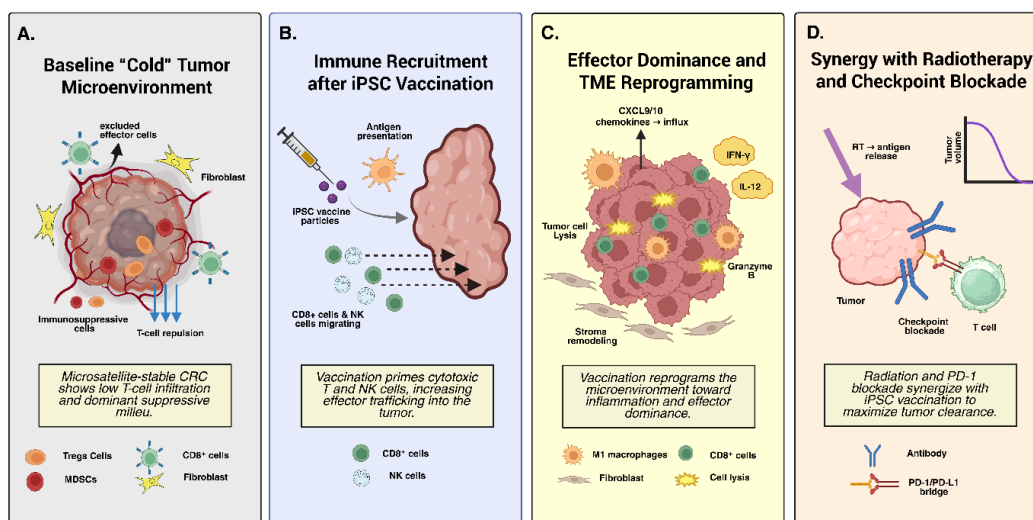 A.
Baseline "Cold" Tumor
Microenvironment
excluded
effector cells
Fibroblast
Immunosuppressive
cells
T-cell repulsion
Microsatellite-stable CRC
shows low T-cell infiltration
and dominant suppressive
milieu.
Tregs Cells
CD8⁺ cells
MDSCs
Fibroblast
B.
Immune Recruitment
after iPSC Vaccination
Antigen
presentation
iPSC vaccine
particles
CD8+ cells & NK
cells migrating
Vaccination primes cytotoxic
T and NK cells, increasing
effector trafficking into the
tumor.
CD8⁺ cells
NK cells
C.
Effector Dominance and
TME Reprogramming
CXCL9/10
chemokines → influx
IFN-γ
IL-12
Tumor cell
Lysis
Granzyme
B
Stroma
remodeling
Vaccination reprograms the
microenvironment toward
inflammation and effector
dominance.
M1 macrophages
CD8⁺ cells
Fibroblast
Cell lysis
D.
Synergy with Radiotherapy
and Checkpoint Blockade
RT → antigen
release
Tumor
volume
Tumor
Checkpoint
blockade
T cell
Radiation and PD-1
blockade synergize with
iPSC vaccination to
maximize tumor clearance.
Antibody
PD-1/PD-L1
bridge